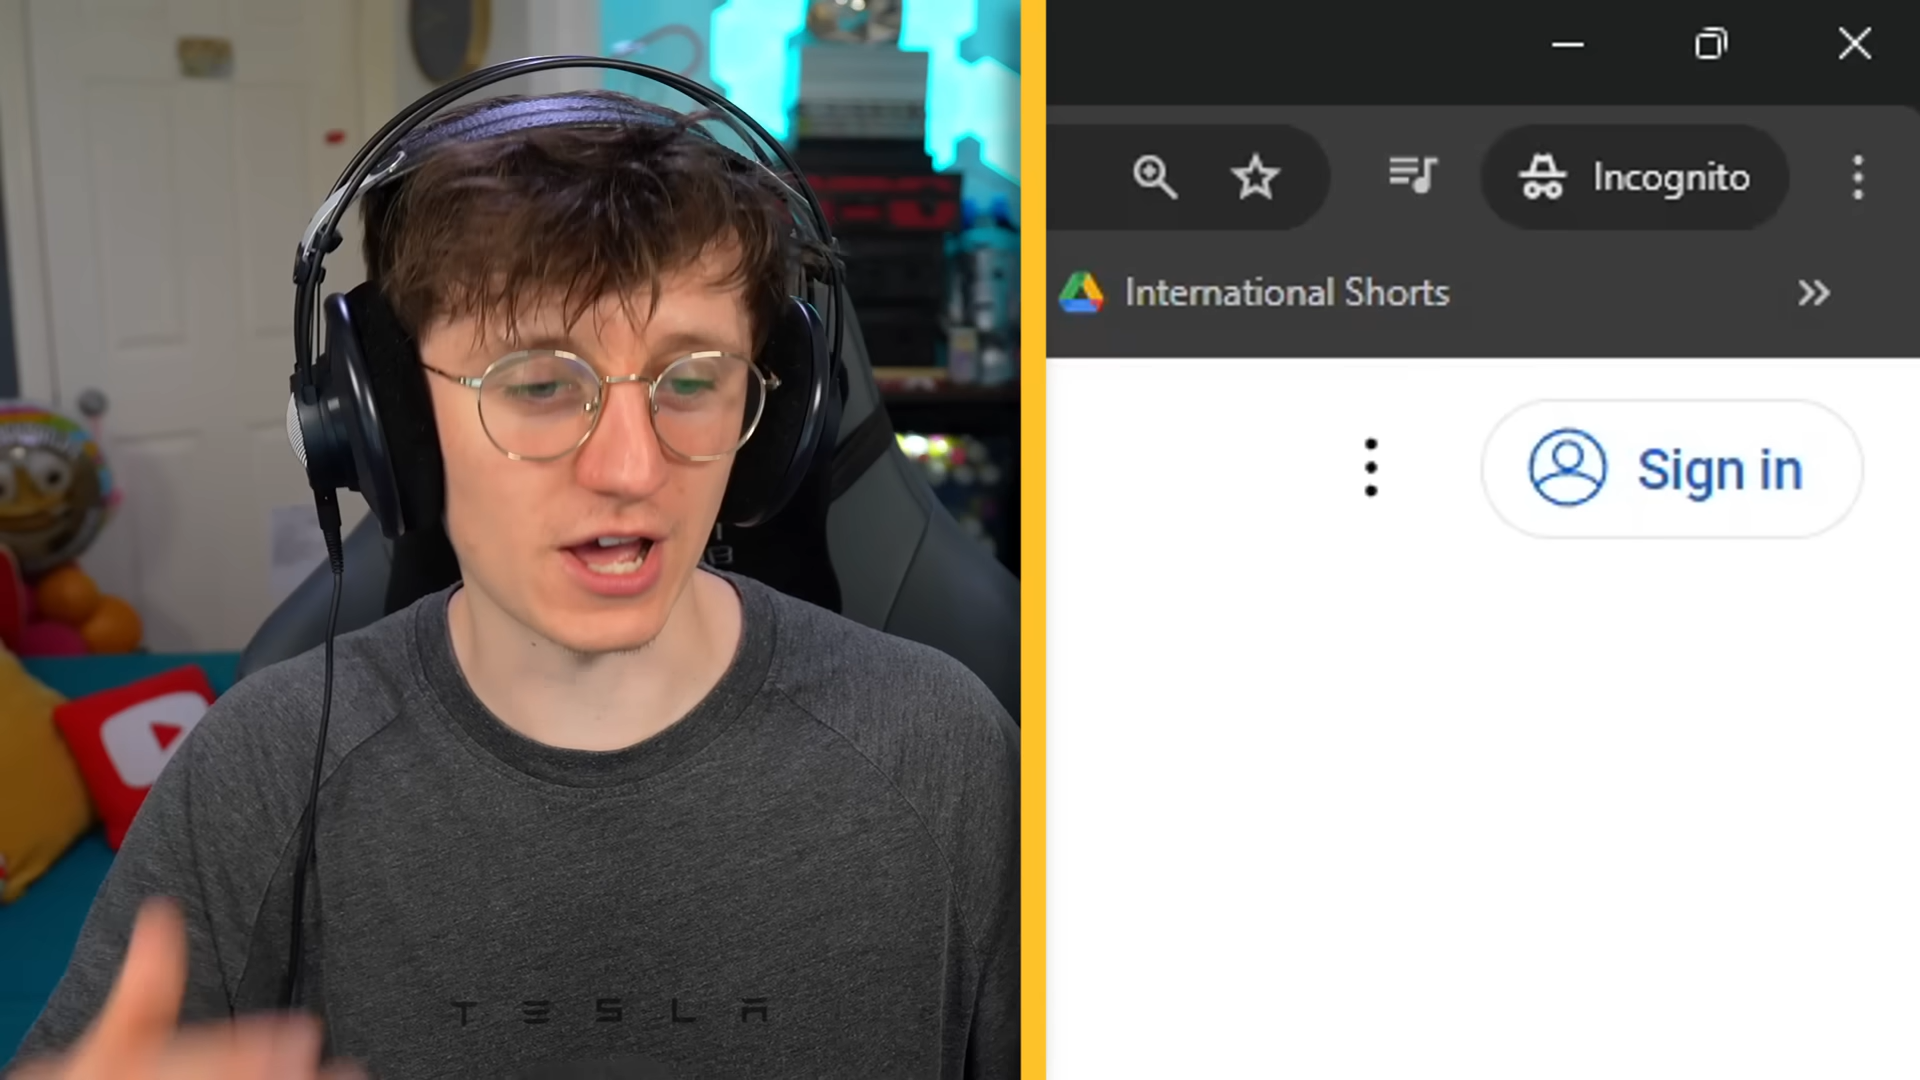 TESLA
Incognito
International Shorts
Sign in